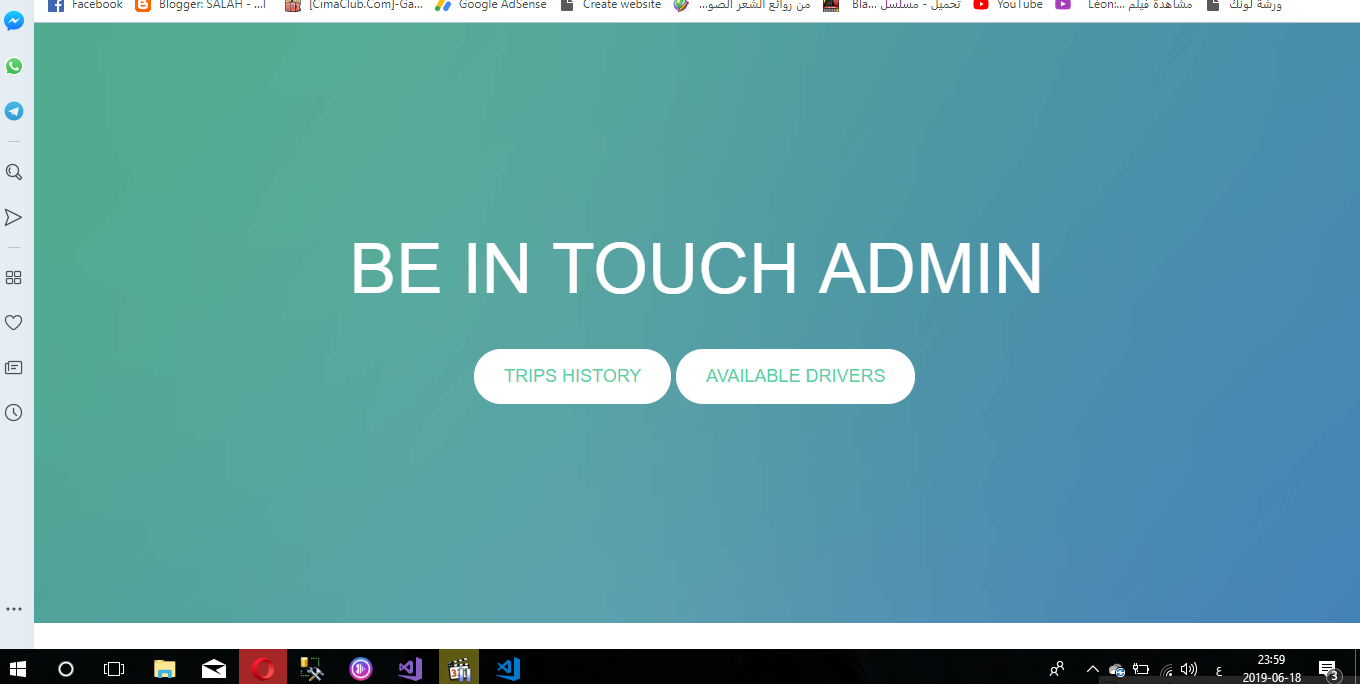 Facebook
Blogger: SALAH - ...I
[CimaClub.Com]-Ga...
Google AdSense
Create website
من روائع الشعر الصو...
تحميل - مسلسل Bla...
YouTube
مشاهدة فيلم Léon:...
ورشة لونك
BE IN TOUCH ADMIN
TRIPS HISTORY
AVAILABLE DRIVERS
ع
23:59
2019-06-18
3